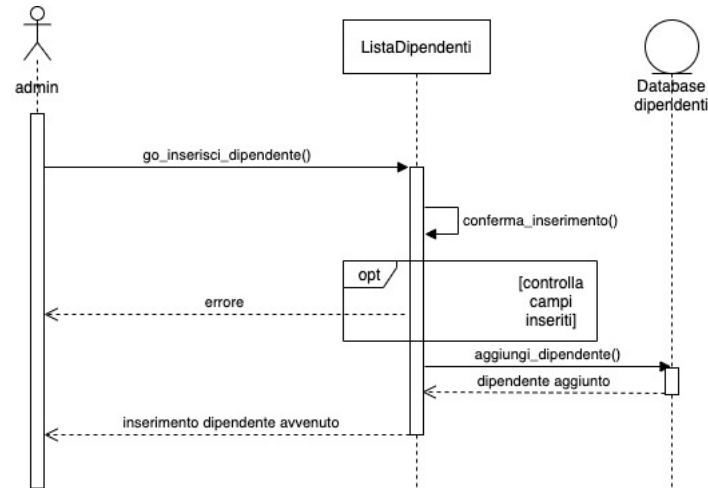 ListaDipendenti
admin
Database
dipendenti
go_inserisci_dipendente()
conferma_inserimento()
opt
[controlla
campi
inseriti]
errore
aggiungi_dipendente()
dipendente aggiunto
inserimento dipendente avvenuto